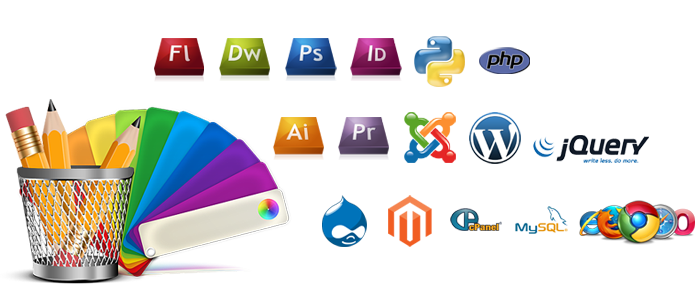 Fl Dw Ps ID php
Ai Pr W jQuery
write less. do more.
cPanel MySQL